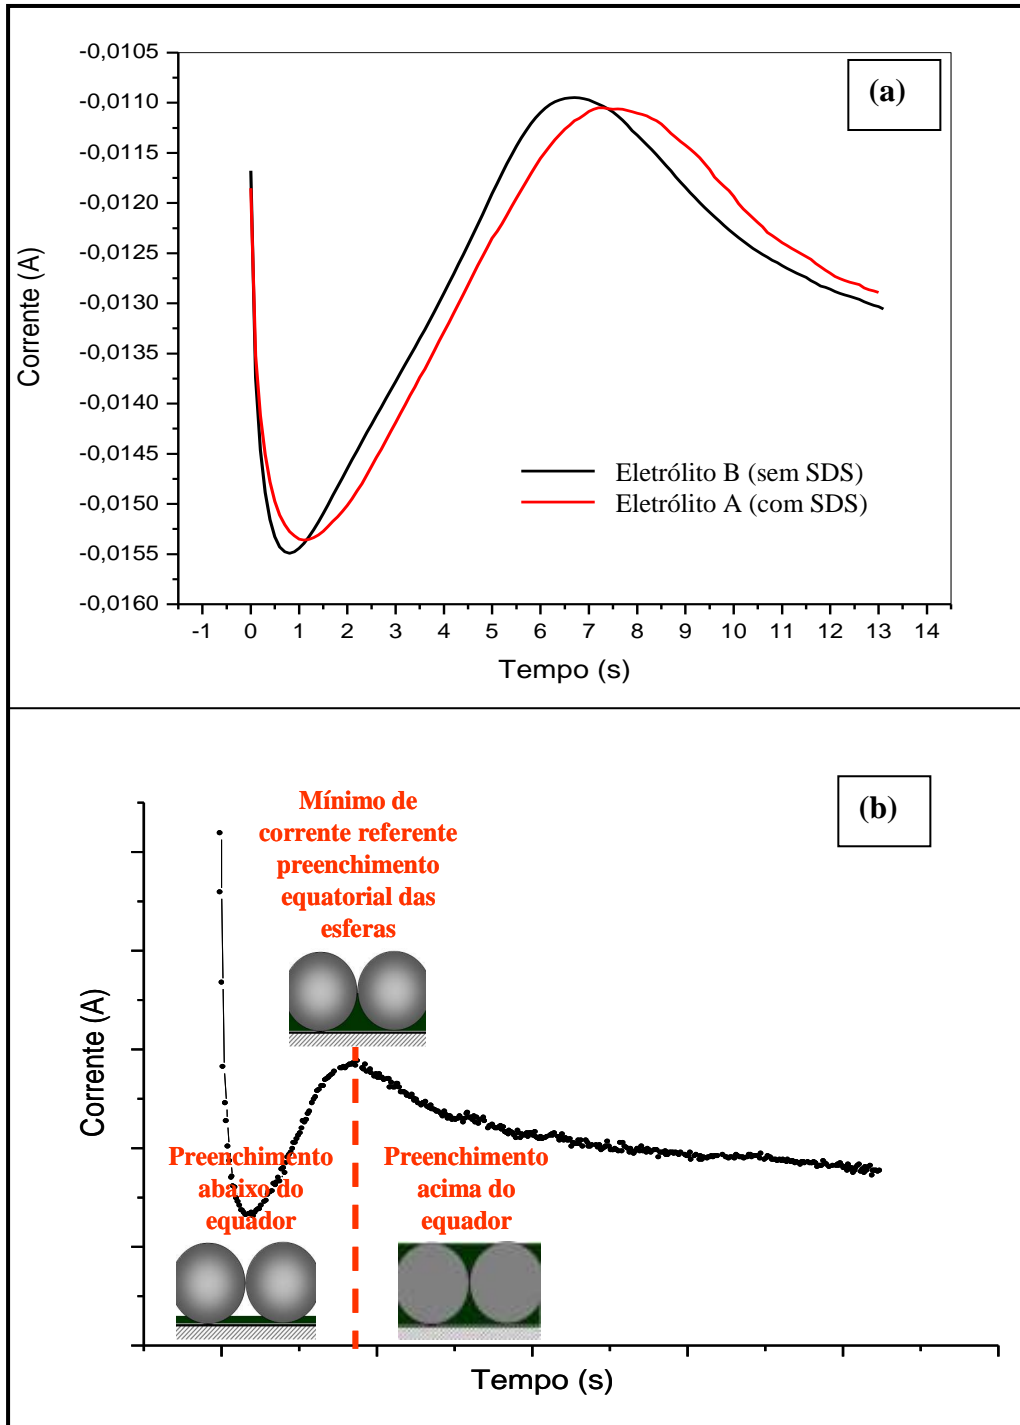 (a)
-0,0105
-0,0110
-0,0115
-0,0120
-0,0125
-0,0130
-0,0135
-0,0140
-0,0145
-0,0150
-0,0155
-0,0160
Corrente (A)
Eletrólito B (sem SDS)
Eletrólito A (com SDS)
-1 0 1 2 3 4 5 6 7 8 9 10 11 12 13 14
Tempo (s)
(b)
Mínimo de
corrente referente
preenchimento
equatorial das
esferas
Corrente (A)
Preenchimento
abaixo do
equador
Preenchimento
acima do
equador
Tempo (s)